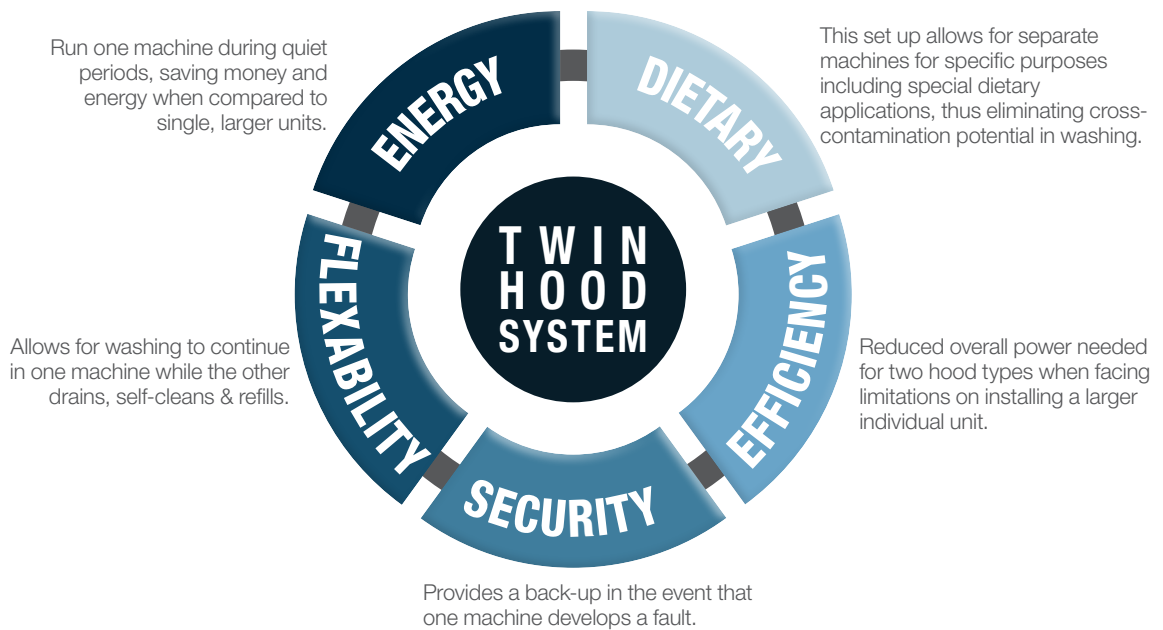 Run one machine during quiet
periods, saving money and
energy when compared to
single, larger units.
ENERGY
DIETARY
This set up allows for separate
machines for specific purposes
including special dietary
applications, thus eliminating cross-
contamination potential in washing.
TWIN
HOOD
SYSTEM
FLEXABILITY
Allows for washing to continue
in one machine while the other
drains, self-cleans & refills.
EFFICIENCY
Reduced overall power needed
for two hood types when facing
limitations on installing a larger
individual unit.
SECURITY
Provides a back-up in the event that
one machine develops a fault.